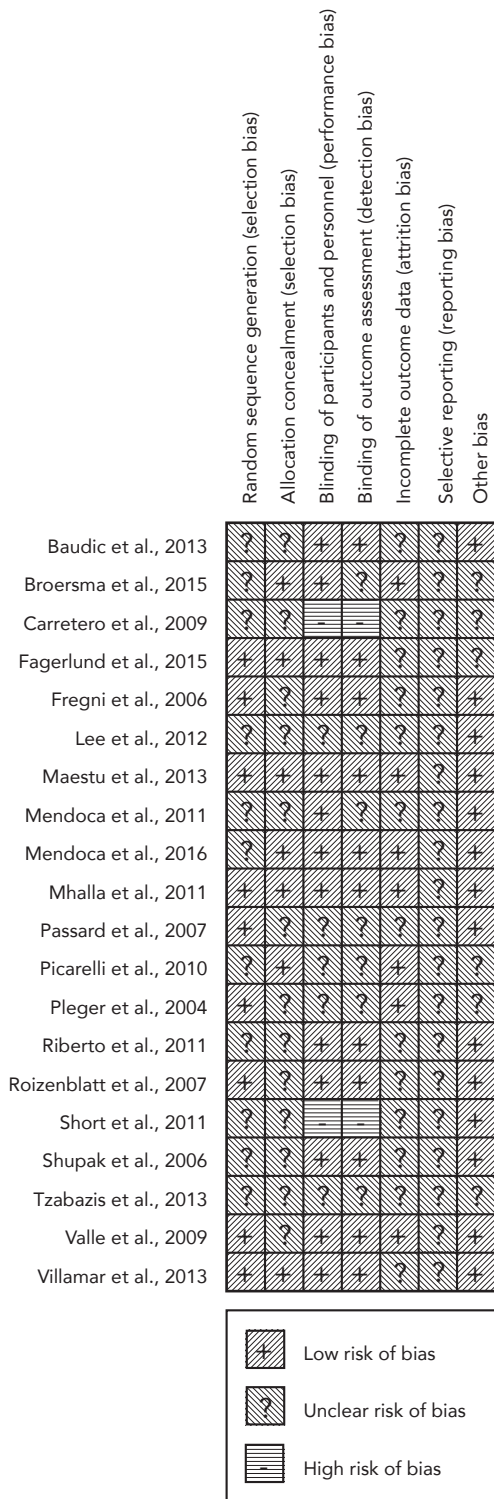 Random sequence generation (selection bias)
Allocation concealment (selection bias)
Blinding of participants and personnel (performance bias)
Binding of outcome assessment (detection bias)
Incomplete outcome data (attrition bias)
Selective reporting (reporting bias)
Other bias
Baudic et al., 2013 ? ? + + ? ? +
Broersma et al., 2015 ? + + ? + ? ?
Carretero et al., 2009 ? ? - - ? ? ?
Fagerlund et al., 2015 + + + + ? ? ?
Fregni et al., 2006 + ? + + ? ? +
Lee et al., 2012 ? ? ? ? ? ? +
Maestu et al., 2013 + + + + + ? +
Mendoca et al., 2011 ? ? + ? ? ? +
Mendoca et al., 2016 ? + + + + ? +
Mhalla et al., 2011 + + + + + ? +
Passard et al., 2007 + ? ? ? ? ? +
Picarelli et al., 2010 ? + ? ? + ? ?
Pleger et al., 2004 + ? ? ? + ? ?
Riberto et al., 2011 ? ? + + ? ? +
Roizenblatt et al., 2007 + ? + + ? ? +
Short et al., 2011 ? ? - - ? ? +
Shupak et al., 2006 ? ? + + ? ? +
Tzabazis et al., 2013 ? ? ? ? ? ? ?
Valle et al., 2009 + ? + + + ? +
Villamar et al., 2013 + + + + ? ? +
+ Low risk of bias
? Unclear risk of bias
- High risk of bias